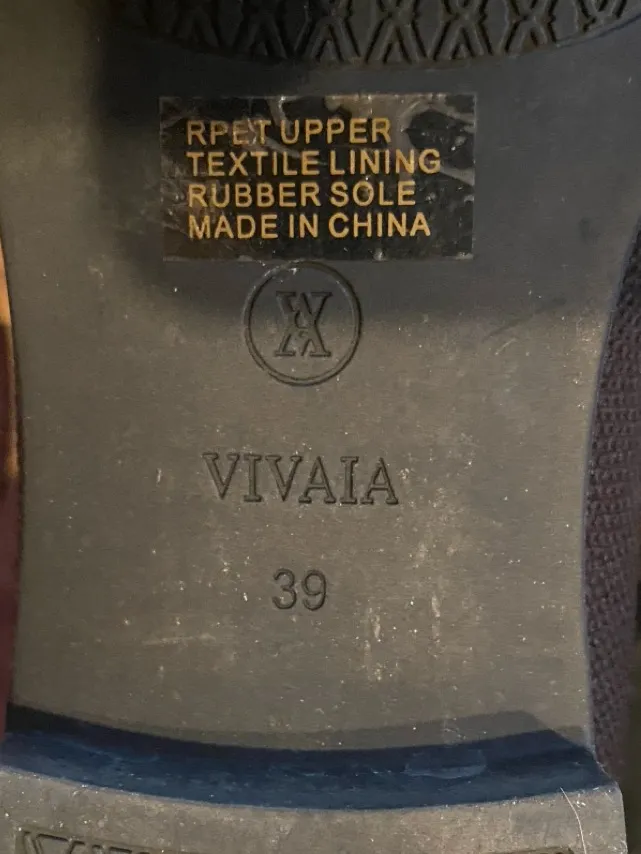 RPET UPPER
TEXTILE LINING
RUBBER SOLE
MADE IN CHINA
VIVAIA
39